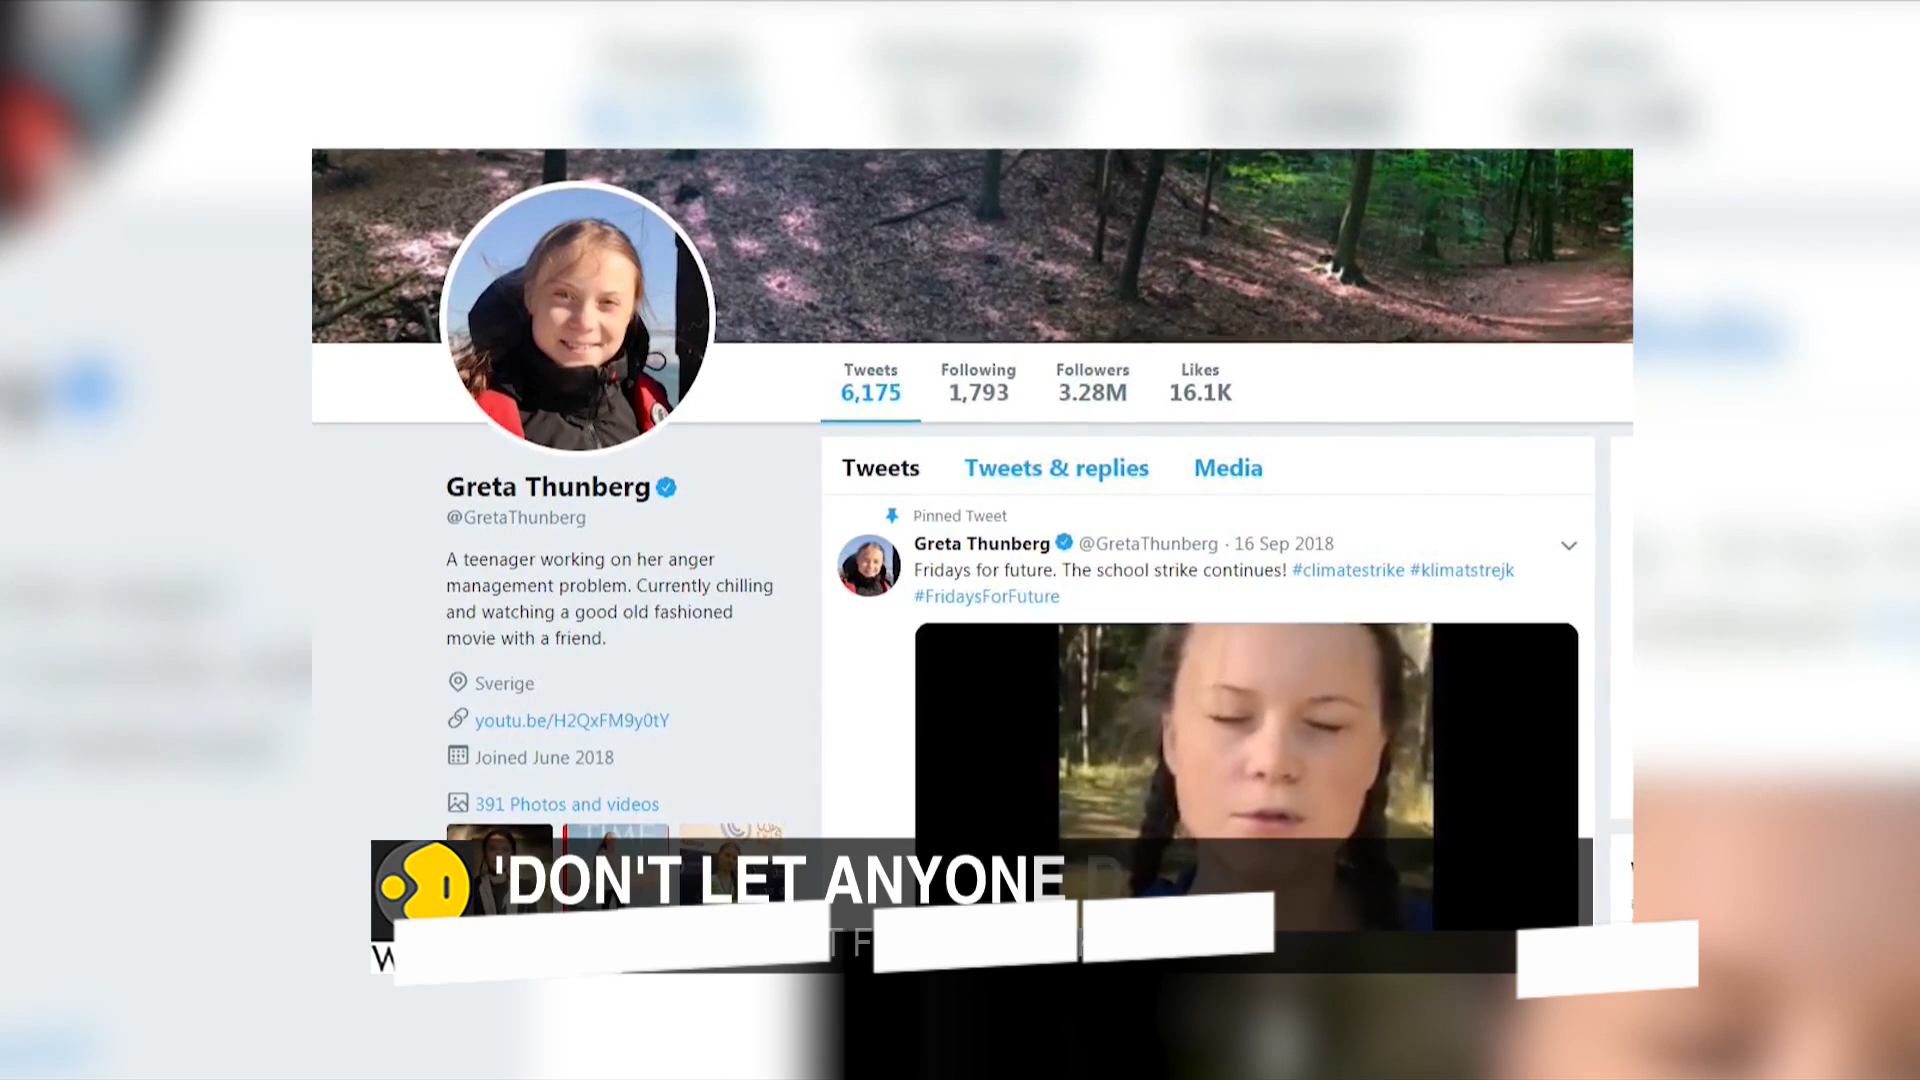 Tweets Following Followers Likes
6,175 1,793 3.28M 16.1K
Greta Thunberg
@GretaThunberg
A teenager working on her anger
management problem. Currently chilling
and watching a good old fashioned
movie with a friend.
Sverige
youtu.be/H2QxFM9y0tY
Joined June 2018
391 Photos and videos
TIME
Tweets Tweets & replies Media
Pinned Tweet
Greta Thunberg @GretaThunberg · 16 Sep 2018
Fridays for future. The school strike continues! #climatestrike #klimatstrejk
#FridaysForFuture
'DON'T LET ANYONE D